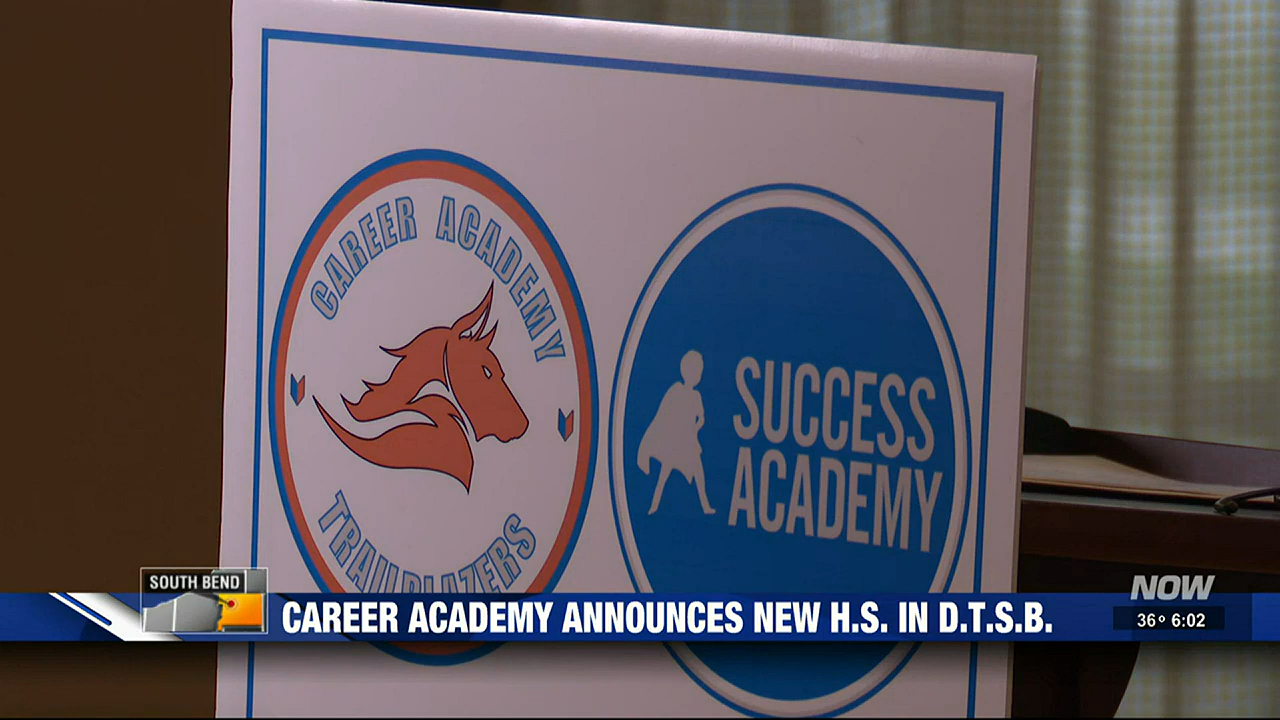 CAREER ACADEMY
TRAILBLAZERS
SUCCESS
ACADEMY
SOUTH BEND
CAREER ACADEMY ANNOUNCES NEW H.S. IN D.T.S.B.
NOW
36° 6:02